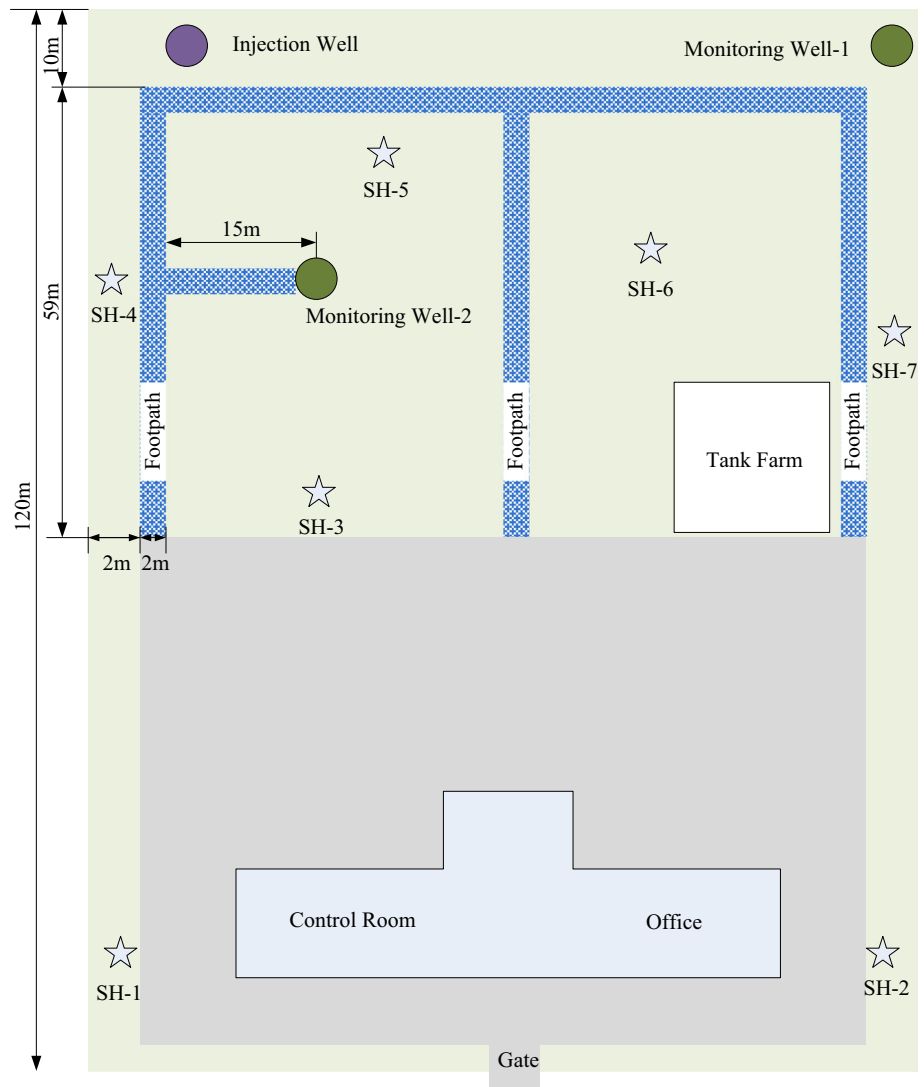 Injection Well
Monitoring Well-1
10m
SH-5
15m
SH-6
SH-4
Monitoring Well-2
59m
SH-7
Footpath
Footpath
Footpath
Tank Farm
120m
SH-3
2m
2m
Control Room
Office
SH-1
SH-2
Gate